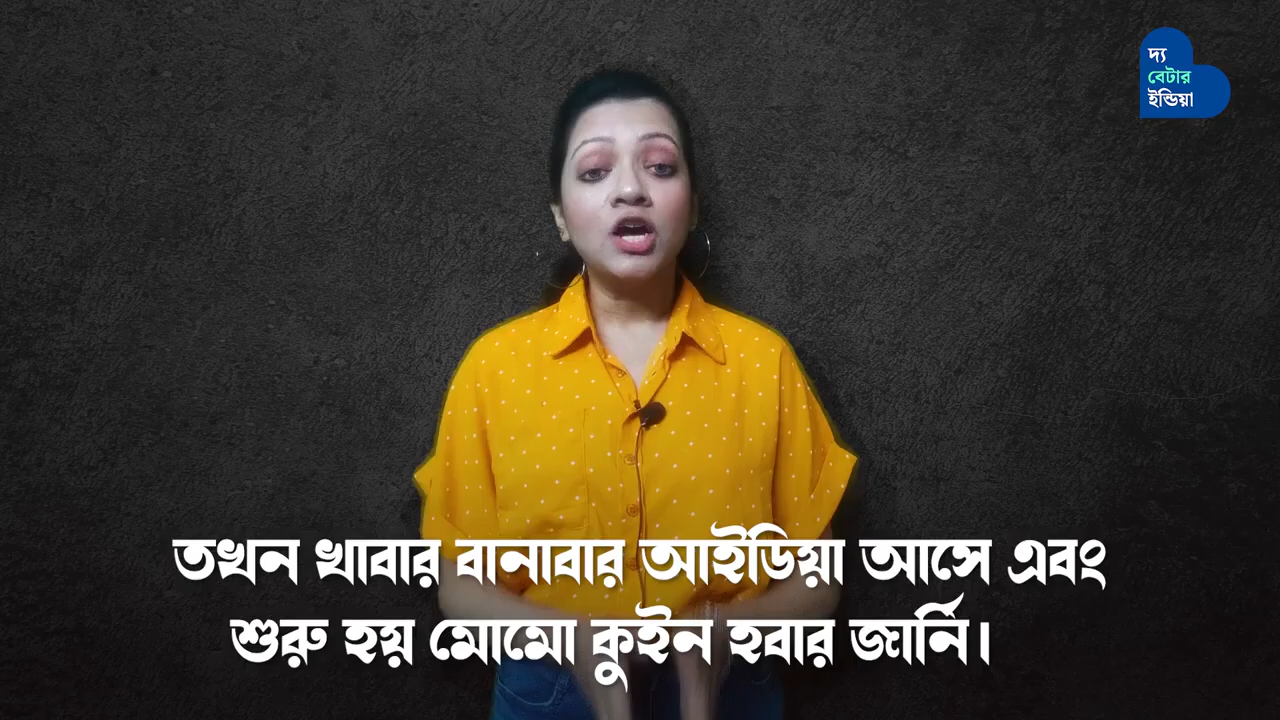 দ্য
বেটার
ইন্ডিয়া
তখন খাবার বানাবার আইডিয়া আসে এবং
শুরু হয় মোমো কুইন হবার জার্নি।